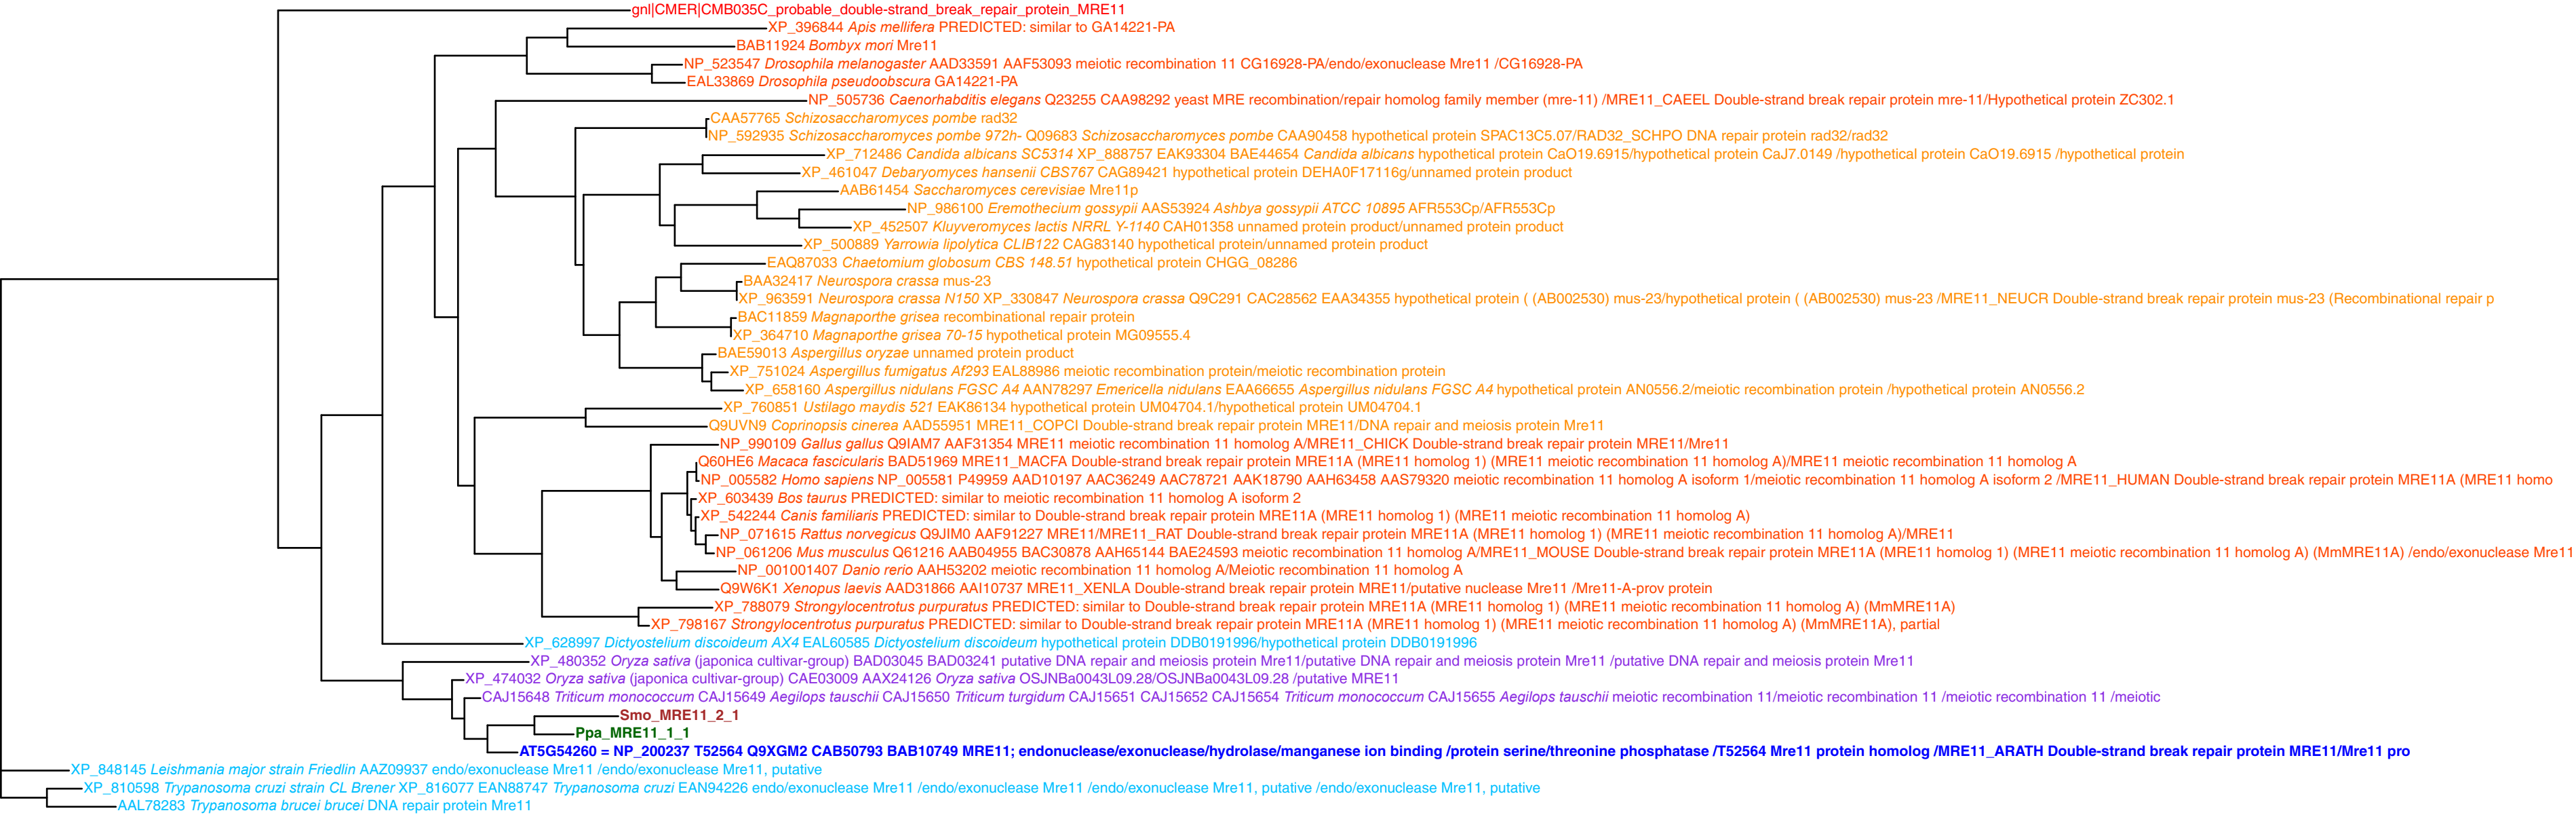 gnl|CMER|CMB035C_probable_double-strand_break_repair_protein_MRE11
XP_396844 Apis mellifera PREDICTED: similar to GA14221-PA
BAB11924 Bombyx mori Mre11
NP_523547 Drosophila melanogaster AAD33591 AAF53093 meiotic recombination 11 CG16928-PA/endo/exonuclease Mre11 /CG16928-PA
EAL33869 Drosophila pseudoobscura GA14221-PA
NP_505736 Caenorhabditis elegans Q23255 CAA98292 yeast MRE recombination/repair homolog family member (mre-11) /MRE11_CAEEL Double-strand break repair protein mre-11/Hypothetical protein ZC302.1
CAA57765 Schizosaccharomyces pombe rad32
NP_592935 Schizosaccharomyces pombe 972h- Q09683 Schizosaccharomyces pombe CAA90458 hypothetical protein SPAC13C5.07/RAD32_SCHPO DNA repair protein rad32/rad32
XP_712486 Candida albicans SC5314 XP_888757 EAK93304 BAE44654 Candida albicans hypothetical protein CaO19.6915/hypothetical protein CaJ7.0149 /hypothetical protein CaO19.6915 /hypothetical protein
XP_461047 Debaryomyces hansenii CBS767 CAG89421 hypothetical protein DEHA0F17116g/unnamed protein product
AAB61454 Saccharomyces cerevisiae Mre11p
NP_986100 Eremothecium gossypii AAS53924 Ashbya gossypii ATCC 10895 AFR553Cp/AFR553Cp
XP_452507 Kluyveromyces lactis NRRL Y-1140 CAH01358 unnamed protein product/unnamed protein product
XP_500889 Yarrowia lipolytica CLIB122 CAG83140 hypothetical protein/unnamed protein product
EAQ87033 Chaetomium globosum CBS 148.51 hypothetical protein CHGG_08286
BAA32417 Neurospora crassa mus-23
XP_963591 Neurospora crassa N150 XP_330847 Neurospora crassa Q9C291 CAC28562 EAA34355 hypothetical protein ( (AB002530) mus-23/hypothetical protein ( (AB002530) mus-23 /MRE11_NEUCR Double-strand break repair protein mus-23 (Recombinational repair p
BAC11859 Magnaporthe grisea recombinational repair protein
XP_364710 Magnaporthe grisea 70-15 hypothetical protein MG09555.4
BAE59013 Aspergillus oryzae unnamed protein product
XP_751024 Aspergillus fumigatus Af293 EAL88986 meiotic recombination protein/meiotic recombination protein
XP_658160 Aspergillus nidulans FGSC A4 AAN78297 Emericella nidulans EAA66655 Aspergillus nidulans FGSC A4 hypothetical protein AN0556.2/meiotic recombination protein /hypothetical protein AN0556.2
XP_760851 Ustilago maydis 521 EAK86134 hypothetical protein UM04704.1/hypothetical protein UM04704.1
Q9UVN9 Coprinopsis cinerea AAD55951 MRE11_COPCI Double-strand break repair protein MRE11/DNA repair and meiosis protein Mre11
NP_990109 Gallus gallus Q9IAM7 AAF31354 MRE11 meiotic recombination 11 homolog A/MRE11_CHICK Double-strand break repair protein MRE11/Mre11
Q60HE6 Macaca fascicularis BAD51969 MRE11_MACFA Double-strand break repair protein MRE11A (MRE11 homolog 1) (MRE11 meiotic recombination 11 homolog A)/MRE11 meiotic recombination 11 homolog A
NP_005582 Homo sapiens NP_005581 P49959 AAD10197 AAC36249 AAC78721 AAK18790 AAH63458 AAS79320 meiotic recombination 11 homolog A isoform 1/meiotic recombination 11 homolog A isoform 2 /MRE11_HUMAN Double-strand break repair protein MRE11A (MRE11 homo
XP_603439 Bos taurus PREDICTED: similar to meiotic recombination 11 homolog A isoform 2
XP_542244 Canis familiaris PREDICTED: similar to Double-strand break repair protein MRE11A (MRE11 homolog 1) (MRE11 meiotic recombination 11 homolog A)
NP_071615 Rattus norvegicus Q9JIM0 AAF91227 MRE11/MRE11_RAT Double-strand break repair protein MRE11A (MRE11 homolog 1) (MRE11 meiotic recombination 11 homolog A)/MRE11
NP_061206 Mus musculus Q61216 AAB04955 BAC30878 AAH65144 BAE24593 meiotic recombination 11 homolog A/MRE11_MOUSE Double-strand break repair protein MRE11A (MRE11 homolog 1) (MRE11 meiotic recombination 11 homolog A) (MmMRE11A) /endo/exonuclease Mre11
NP_001001407 Danio rerio AAH53202 meiotic recombination 11 homolog A/Meiotic recombination 11 homolog A
Q9W6K1 Xenopus laevis AAD31866 AAI10737 MRE11_XENLA Double-strand break repair protein MRE11/putative nuclease Mre11 /Mre11-A-prov protein
XP_788079 Strongylocentrotus purpuratus PREDICTED: similar to Double-strand break repair protein MRE11A (MRE11 homolog 1) (MRE11 meiotic recombination 11 homolog A) (MmMRE11A)
XP_798167 Strongylocentrotus purpuratus PREDICTED: similar to Double-strand break repair protein MRE11A (MRE11 homolog 1) (MRE11 meiotic recombination 11 homolog A) (MmMRE11A), partial
XP_628997 Dictyostelium discoideum AX4 EAL60585 Dictyostelium discoideum hypothetical protein DDB0191996/hypothetical protein DDB0191996
XP_480352 Oryza sativa (japonica cultivar-group) BAD03045 BAD03241 putative DNA repair and meiosis protein Mre11/putative DNA repair and meiosis protein Mre11 /putative DNA repair and meiosis protein Mre11
XP_474032 Oryza sativa (japonica cultivar-group) CAE03009 AAX24126 Oryza sativa OSJNBa0043L09.28/OSJNBa0043L09.28 /putative MRE11
CAJ15648 Triticum monococcum CAJ15649 Aegilops tauschii CAJ15650 Triticum turgidum CAJ15651 CAJ15652 CAJ15654 Triticum monococcum CAJ15655 Aegilops tauschii meiotic recombination 11/meiotic recombination 11 /meiotic recombination 11 /meiotic
Smo_MRE11_2_1
Ppa_MRE11_1_1
AT5G54260 = NP_200237 T52564 Q9XGM2 CAB50793 BAB10749 MRE11; endonuclease/exonuclease/hydrolase/manganese ion binding /protein serine/threonine phosphatase /T52564 Mre11 protein homolog /MRE11_ARATH Double-strand break repair protein MRE11/Mre11 pro
XP_848145 Leishmania major strain Friedlin AAZ09937 endo/exonuclease Mre11 /endo/exonuclease Mre11, putative
XP_810598 Trypanosoma cruzi strain CL Brener XP_816077 EAN88747 Trypanosoma cruzi EAN94226 endo/exonuclease Mre11 /endo/exonuclease Mre11 /endo/exonuclease Mre11, putative /endo/exonuclease Mre11, putative
AAL78283 Trypanosoma brucei brucei DNA repair protein Mre11